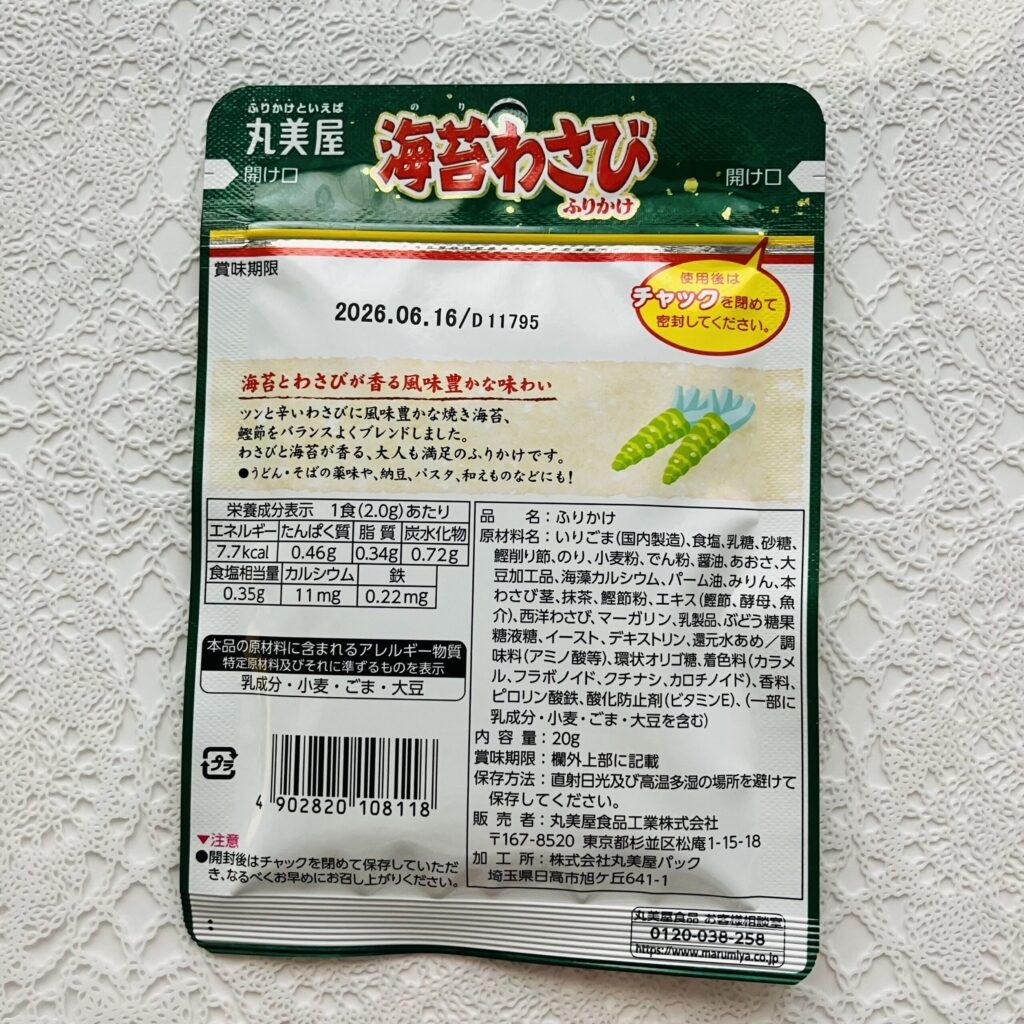 ふりかけといえば
丸美屋
のり
海苔わさび
ふりかけ
開け口
開け口
賞味期限
使用後は
チャックを閉めて
密封してください。
2026.06.16/D11795
海苔とわさびが香る風味豊かな味わい
ツンと辛いわさびに風味豊かな焼き海苔、
鰹節をバランスよくブレンドしました。
わさびと海苔が香る、大人も満足のふりかけです。
●うどん・そばの薬味や、納豆、パスタ、和えものなどにも!
栄養成分表示 1食(2.0g)あたり
エネルギー たんぱく質 脂質 炭水化物
7.7kcal 0.46g 0.34g 0.72g
食塩相当量 カルシウム 鉄
0.35g 11mg 0.22mg
本品の原材料に含まれるアレルギー物質
特定原材料及びそれに準ずるものを表示
乳成分・小麦・ごま・大豆
プラ
4 902820 108118
▼注意
●開封後はチャックを閉めて保存していただ
き、なるべくお早めにお召し上がりください。
品名:ふりかけ
原材料名:いりごま(国内製造)、食塩、乳糖、砂糖、
鰹削り節、のり、小麦粉、でん粉、醤油、あおさ、大
豆加工品、海藻カルシウム、パーム油、みりん、本
わさび茎、抹茶、鰹節粉、エキス(鰹節、酵母、魚
介)、西洋わさび、マーガリン、乳製品、ぶどう糖果
糖液糖、イースト、デキストリン、還元水あめ/調
味料(アミノ酸等)、環状オリゴ糖、着色料(カラメ
ル、フラボノイド、クチナシ、カロチノイド)、香料、
ピロリン酸鉄、酸化防止剤(ビタミンE)、(一部に
乳成分・小麦・ごま・大豆を含む)
内容量:20g
賞味期限:欄外上部に記載
保存方法:直射日光及び高温多湿の場所を避けて
保存してください。
販売者:丸美屋食品工業株式会社
〒167-8520 東京都杉並区松庵1-15-18
加工所:株式会社丸美屋パック
埼玉県日高市旭ケ丘641-1
丸美屋食品 お客様相談室
0120-038-258
https://www.marumiya.co.jp